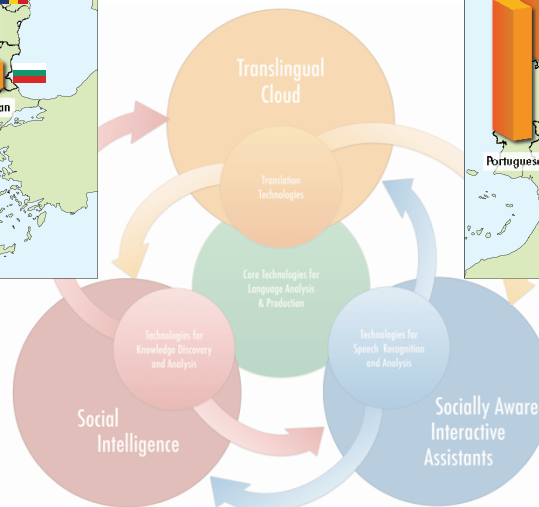 an
Portuguese
Translingual
Cloud
Translation
Technologies
Core Technologies for
Language Analysis
& Production
Technologies for
Knowledge Discovery
and Analysis
Technologies for
Speech Recognition
and Analysis
Social
Intelligence
Socially Aware
Interactive
Assistants